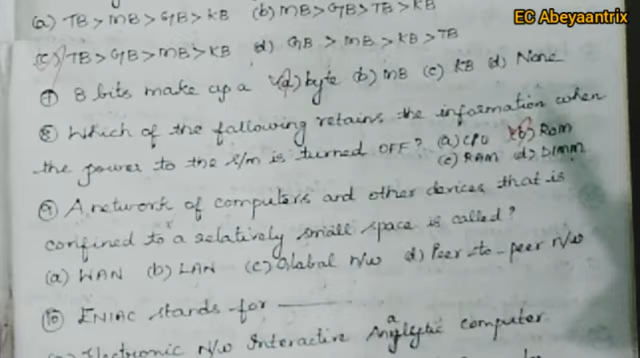 EC Abeyaantrix
(a) TB > MB > GB > KB (b) MB > GB > TB > KB
(c) TB > GB > MB > KB d) GB > MB > KB > TB
⑦ 8 bits make up a (a) byte (b) MB (c) KB d) None
⑧ Which of the following retains the information when
the power to the s/m is turned OFF? (a) CPU (b) ROM
(c) RAM d) DIMM
⑨ A network of computers and other devices that is
confined to a relatively small space is called?
(a) WAN (b) LAN (c) Global n/w d) Peer-to-peer n/w
⑩ ENIAC stands for
Electronic N/w Interactive computer